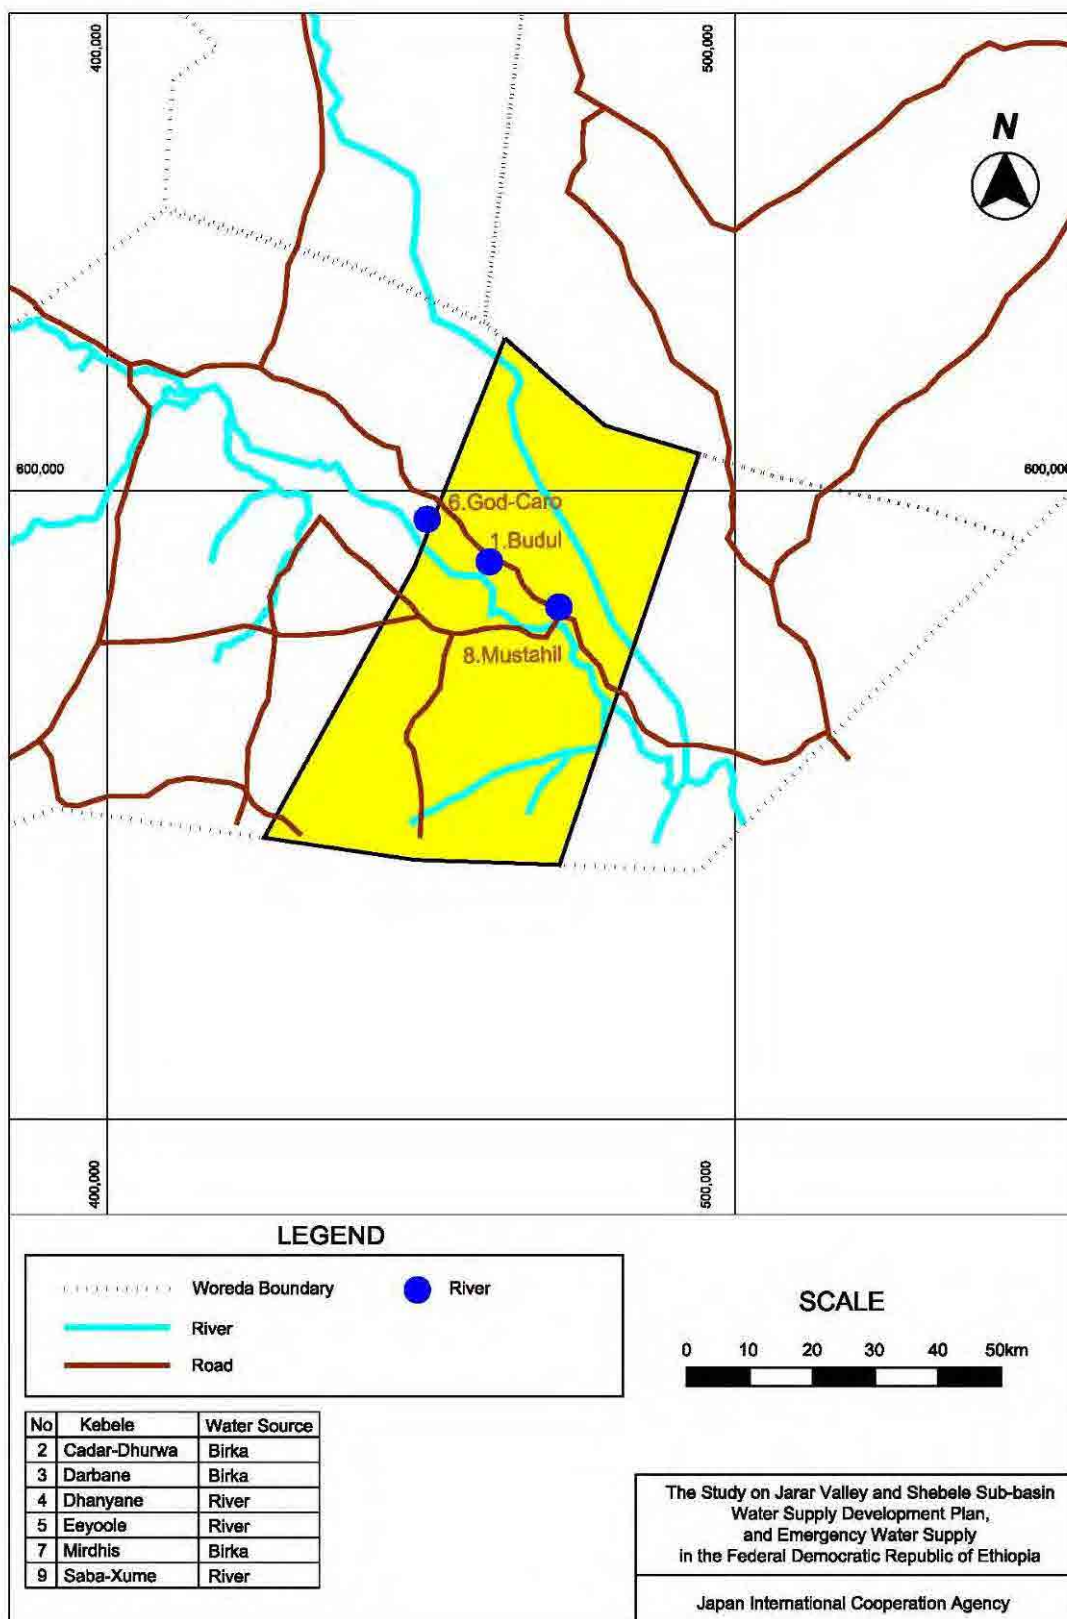 400,000
500,000
N
600,000
600,000
6.God-Caro
1.Budul
8.Mustahil
400,000
500,000
LEGEND
Woreda Boundary
River
River
Road
SCALE
0 10 20 30 40 50km
No Kebele Water Source
2 Cadar-Dhurwa Birka
3 Darbane Birka
4 Dhanyane River
5 Eeyoole River
7 Mirdhis Birka
9 Saba-Xume River
The Study on Jarar Valley and Shebele Sub-basin
Water Supply Development Plan,
and Emergency Water Supply
in the Federal Democratic Republic of Ethiopia
Japan International Cooperation Agency